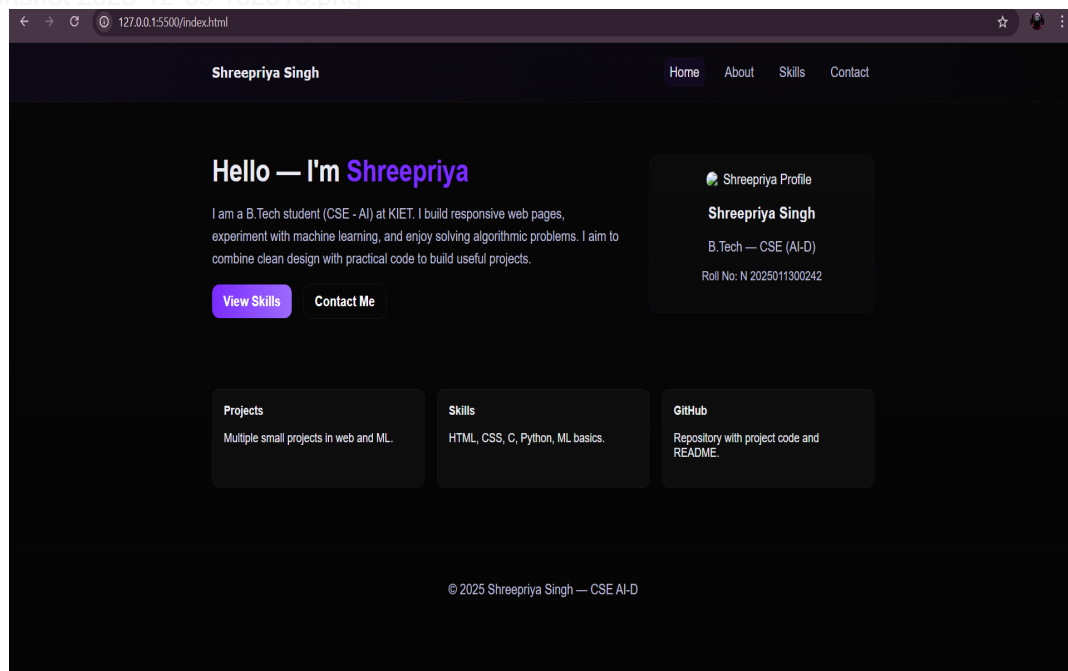 127.0.0.1:5500/index.html
Shreepriya Singh
Home About Skills Contact
Hello — I'm Shreepriya
I am a B.Tech student (CSE - AI) at KIET. I build responsive web pages,
experiment with machine learning, and enjoy solving algorithmic problems. I aim to
combine clean design with practical code to build useful projects.
View Skills Contact Me
Shreepriya Profile
Shreepriya Singh
B.Tech — CSE (AI-D)
Roll No: N 2025011300242
Projects
Multiple small projects in web and ML.
Skills
HTML, CSS, C, Python, ML basics.
GitHub
Repository with project code and
README.
© 2025 Shreepriya Singh — CSE AI-D